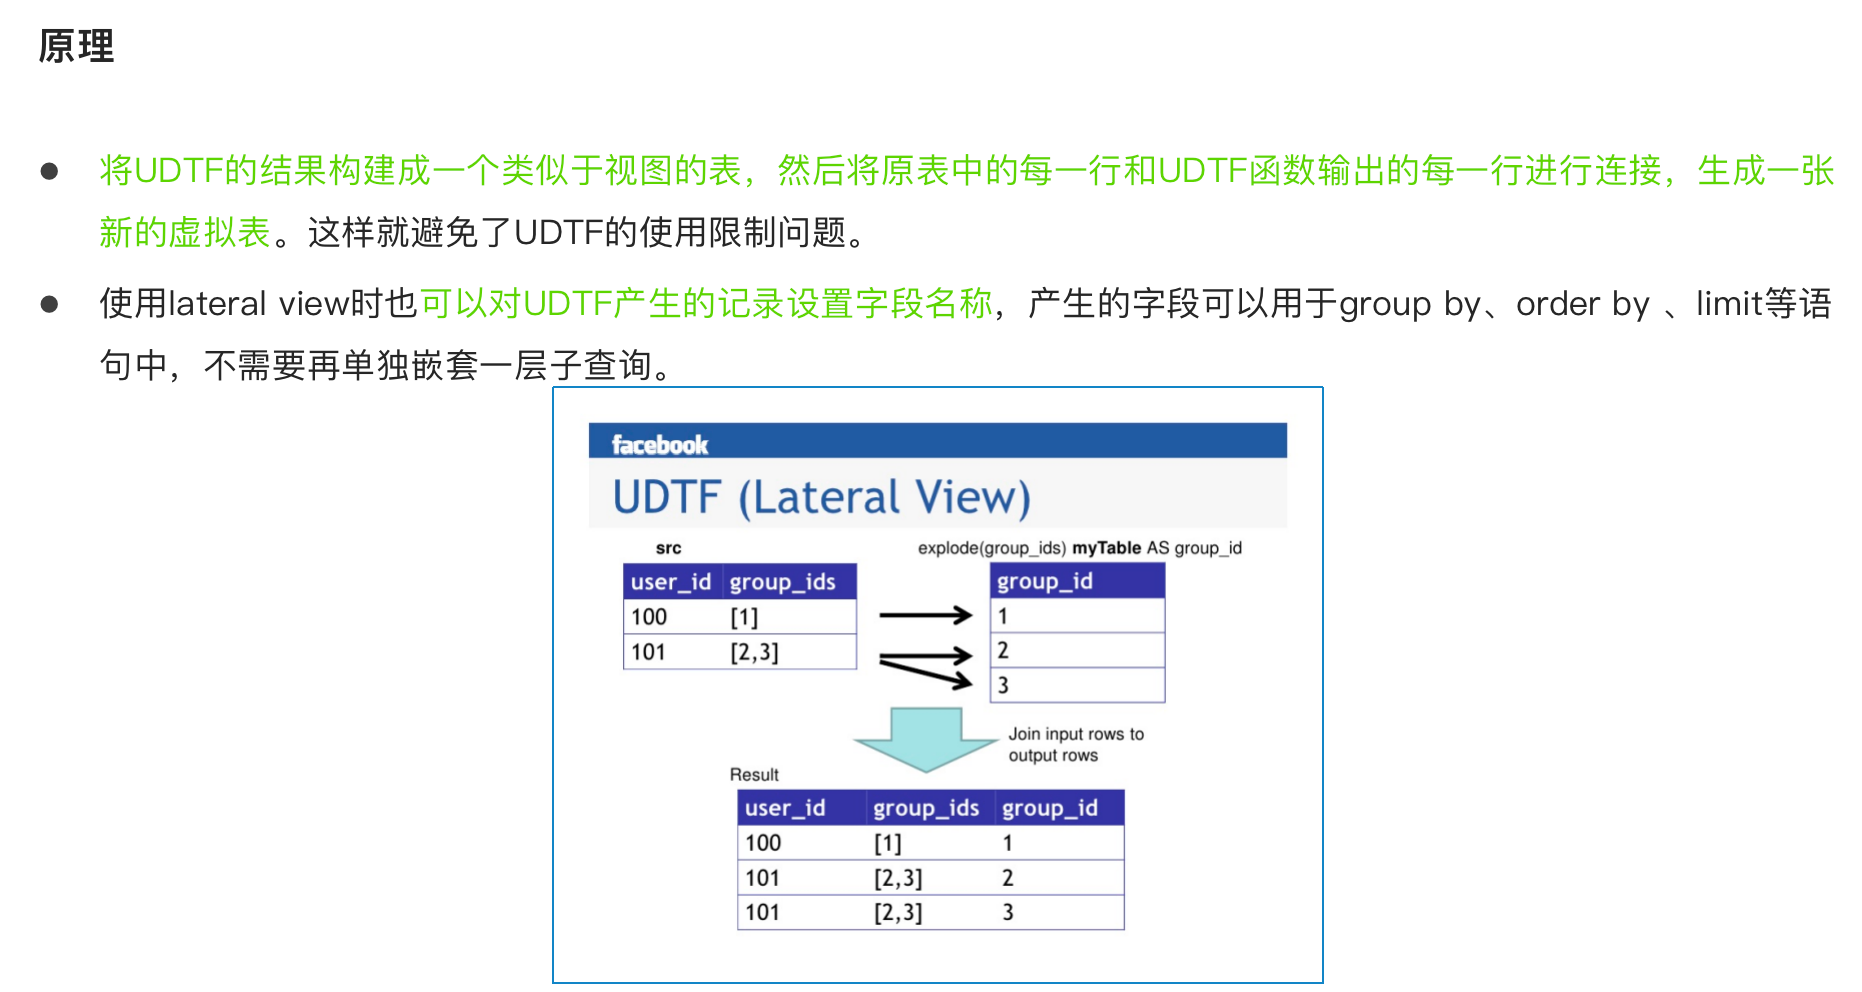 原理
● 将UDTF的结果构建成一个类似于视图的表，然后将原表中的每一行和UDTF函数输出的每一行进行连接，生成一张
新的虚拟表。这样就避免了UDTF的使用限制问题。
● 使用lateral view时也可以对UDTF产生的记录设置字段名称，产生的字段可以用于group by、order by 、limit等语
句中，不需要再单独嵌套一层子查询。
facebook
UDTF (Lateral View)
src
explode(group_ids) myTable AS group_id
user_id group_ids
100 [1]
101 [2,3]
group_id
1
2
3
Join input rows to
output rows
Result
user_id group_ids group_id
100 [1] 1
101 [2,3] 2
101 [2,3] 3